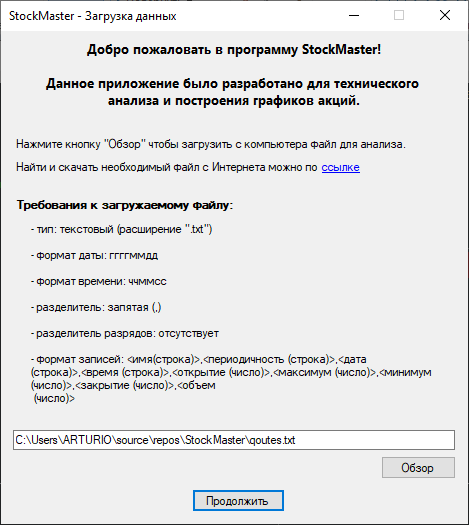 StockMaster - Загрузка данных
Добро пожаловать в программу StockMaster!
Данное приложение было разработано для технического
анализа и построения графиков акций.
Нажмите кнопку "Обзор" чтобы загрузить с компьютера файл для анализа.
Найти и скачать необходимый файл с Интернета можно по ссылке
Требования к загружаемому файлу:
- тип: текстовый (расширение ".txt")
- формат даты: ггггммдд
- формат времени: ччммсс
- разделитель: запятая (,)
- разделитель разрядов: отсутствует
- формат записей: <имя(строка)>,<периодичность (строка)>,<дата
(строка)>,<время (строка)>,<открытие (число)>,<максимум (число)>,<минимум
(число)>,<закрытие (число)>,<объем
(число)>
C:\Users\ARTURIO\source\repos\StockMaster\qoutes.txt
Обзор
Продолжить